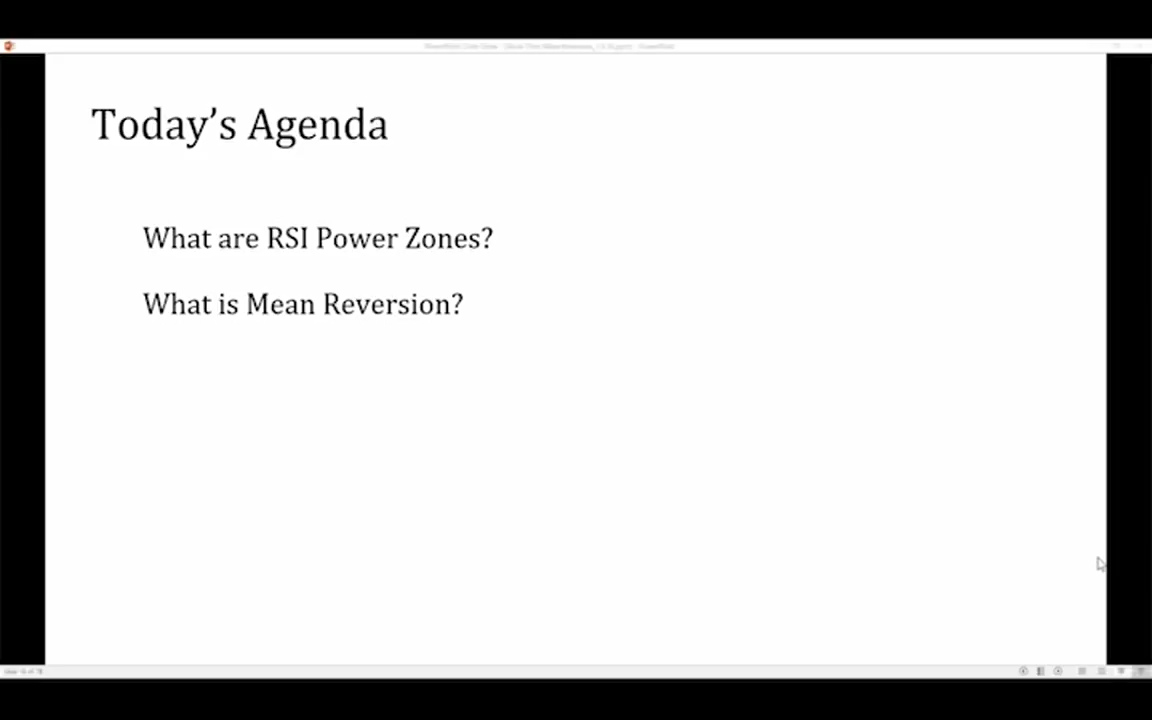 Today's Agenda
What are RSI Power Zones?
What is Mean Reversion?